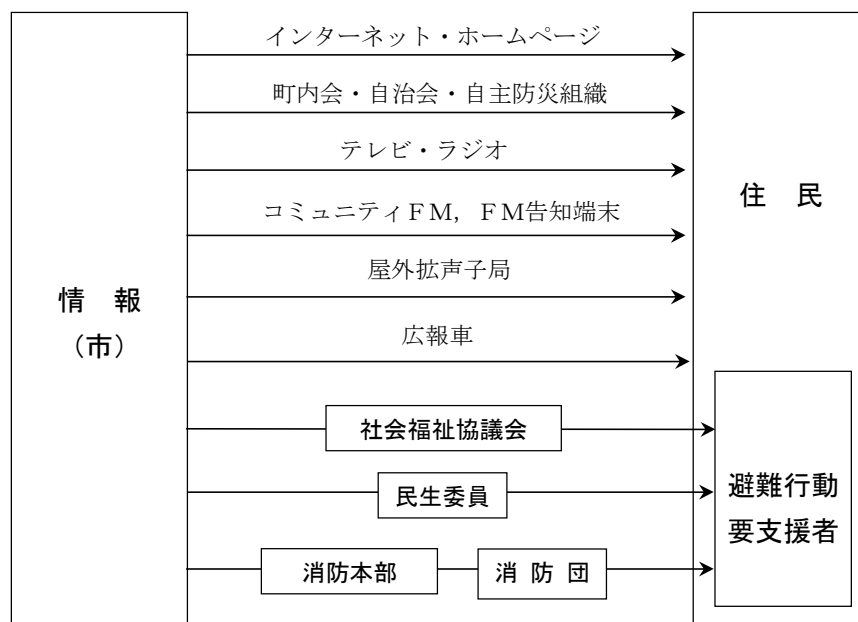 インターネット・ホームページ
町内会・自治会・自主防災組織
テレビ・ラジオ
コミュニティFM，FM告知端末
屋外拡声子局
広報車
情　報
（市）
住　民
社会福祉協議会
民生委員
消防本部
消 防 団
避難行動
要支援者